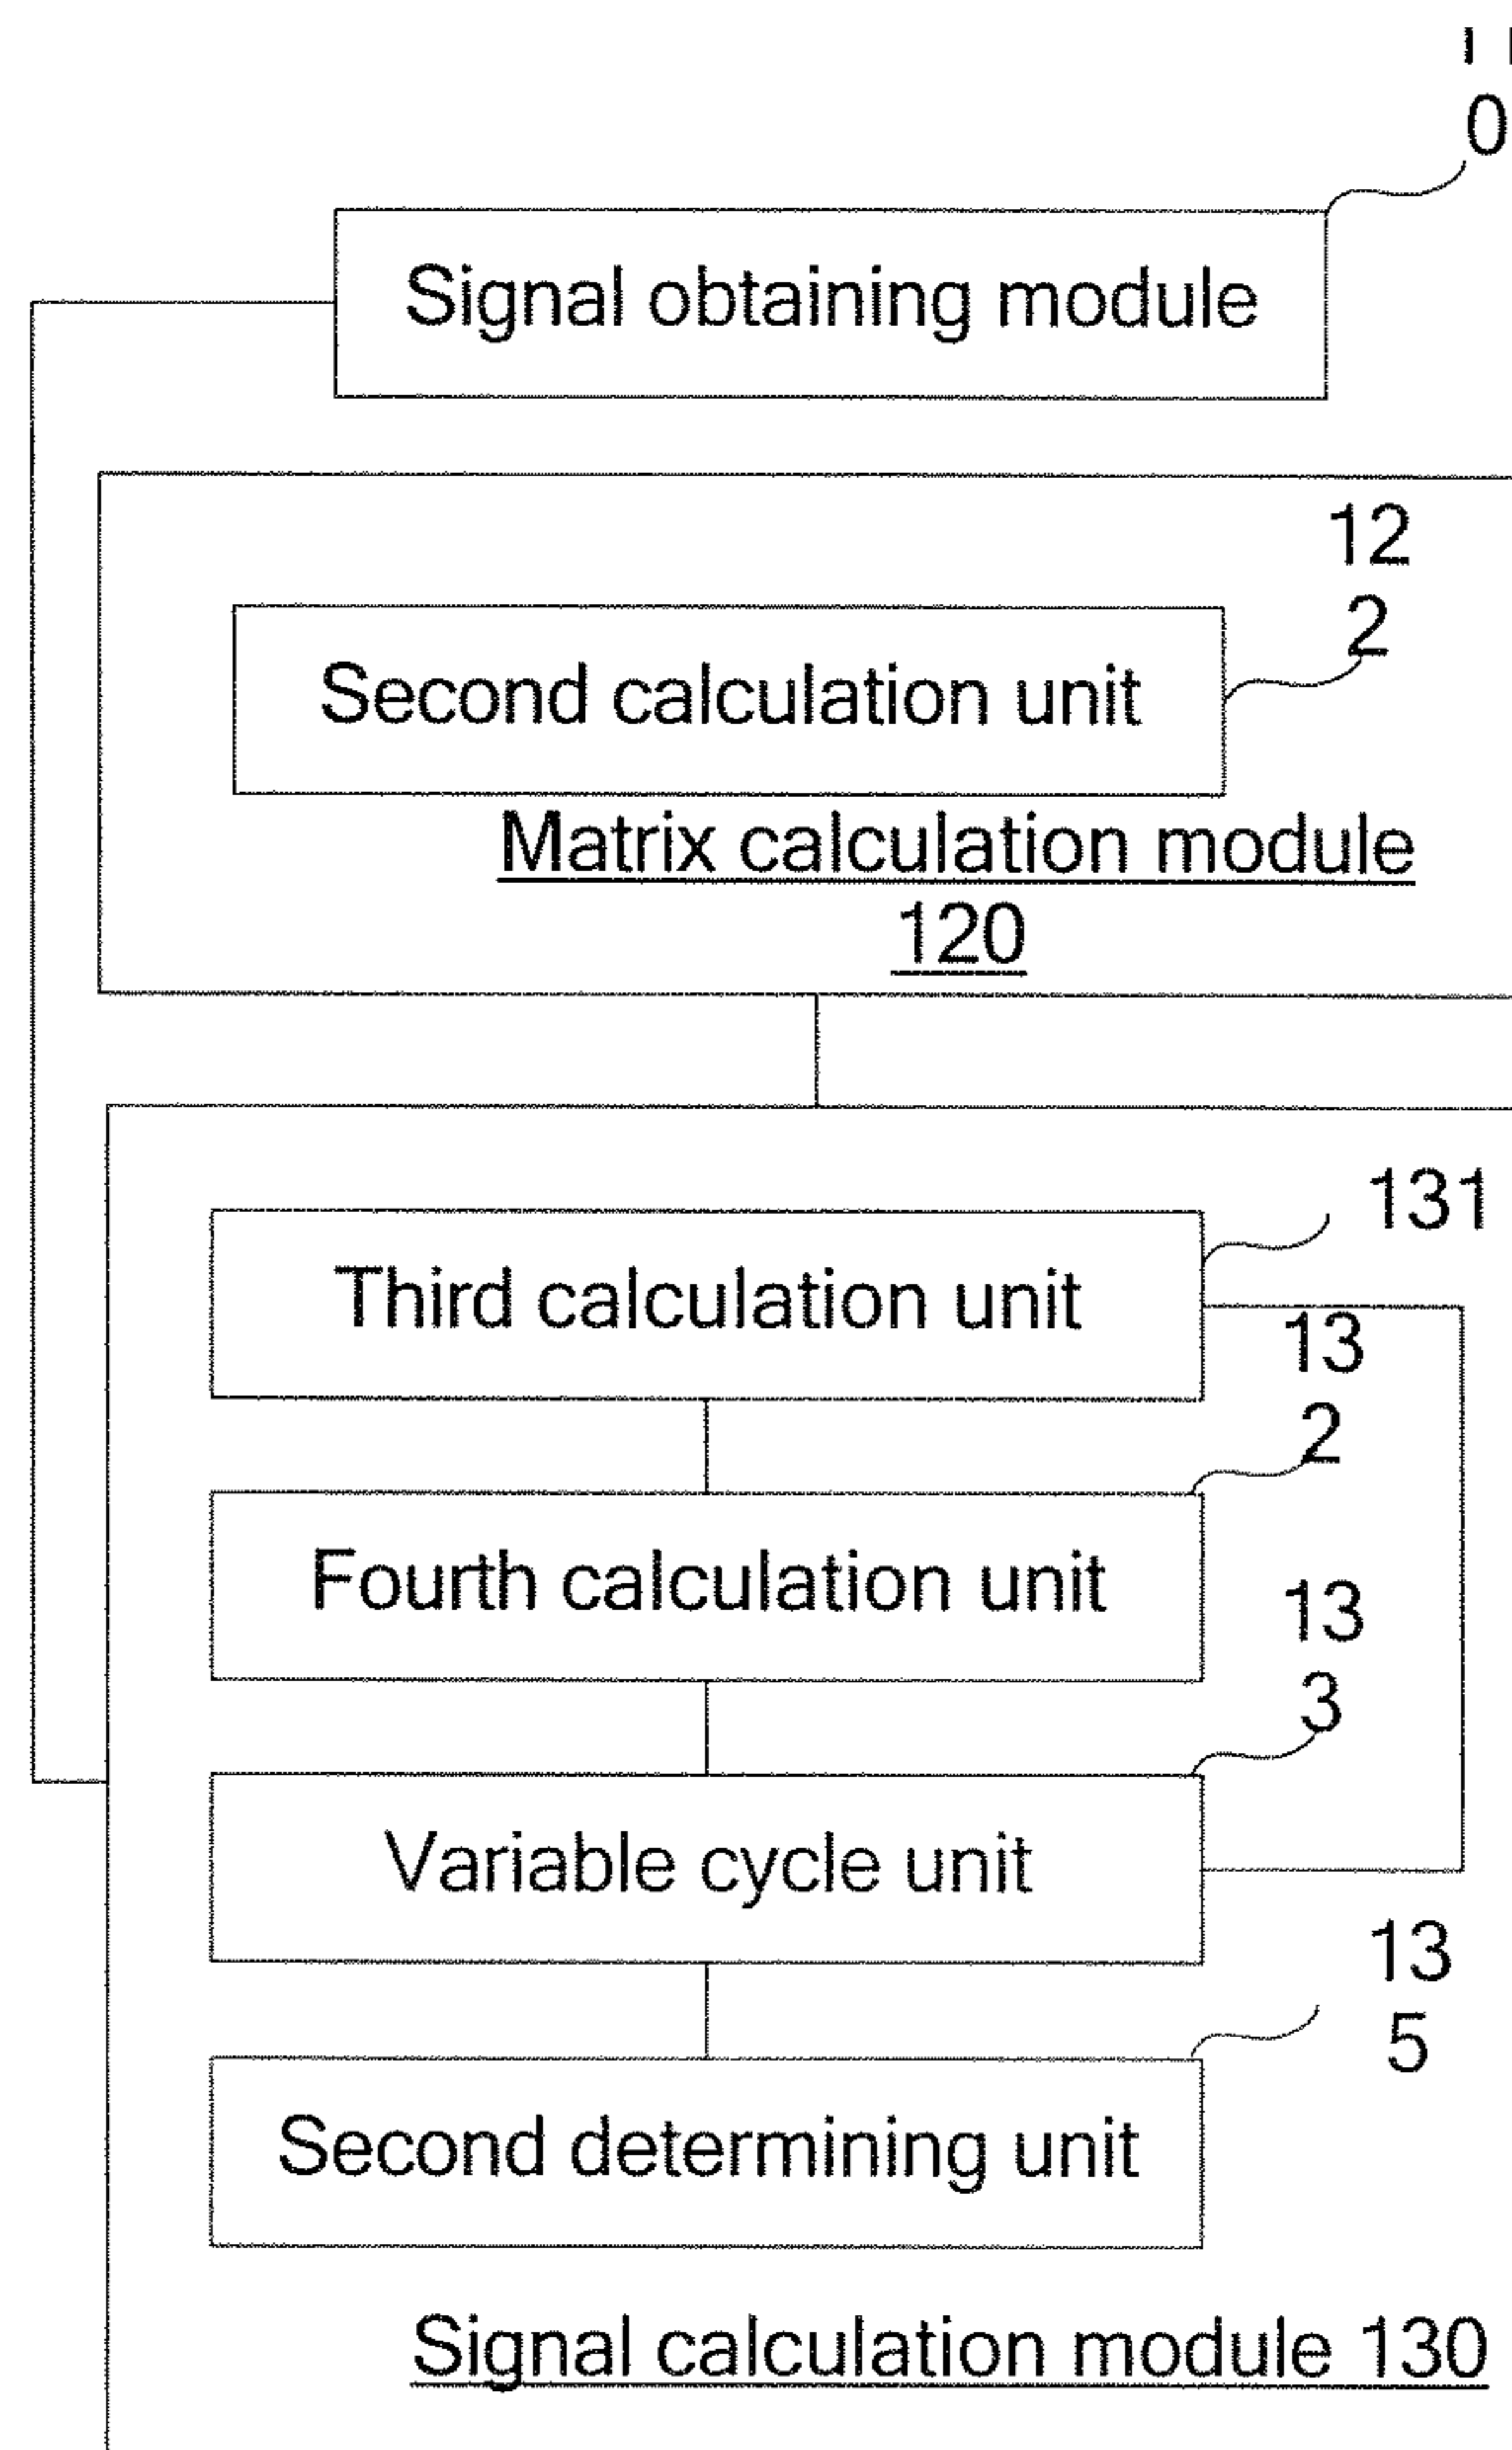 0
Signal obtaining module
12
2
Second calculation unit
Matrix calculation module
120
131
Third calculation unit
13
2
Fourth calculation unit
13
3
Variable cycle unit
13
5
Second determining unit
Signal calculation module 130